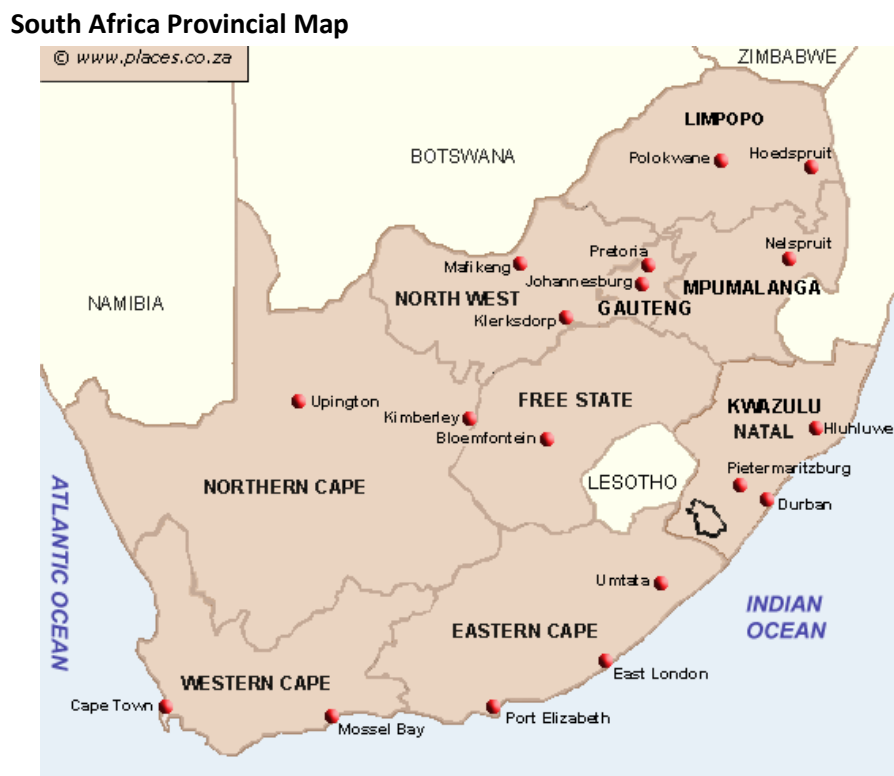 South Africa Provincial Map
© www.places.co.za
ZIMBABWE
LIMPOPO
BOTSWANA
Polokwane
Hoedspruit
Nelspruit
Pretoria
Mafikeng
Johannesburg
MPUMALANGA
NAMIBIA
NORTH WEST
GAUTENG
Klerksdorp
Upington
FREE STATE
KWAZULU
NATAL
Kimberley
Hluhluwe
Bloemfontein
Pietermaritzburg
LESOTHO
NORTHERN CAPE
Durban
ATLANTIC OCEAN
Umtata
INDIAN
OCEAN
EASTERN CAPE
East London
WESTERN CAPE
Cape Town
Port Elizabeth
Mossel Bay